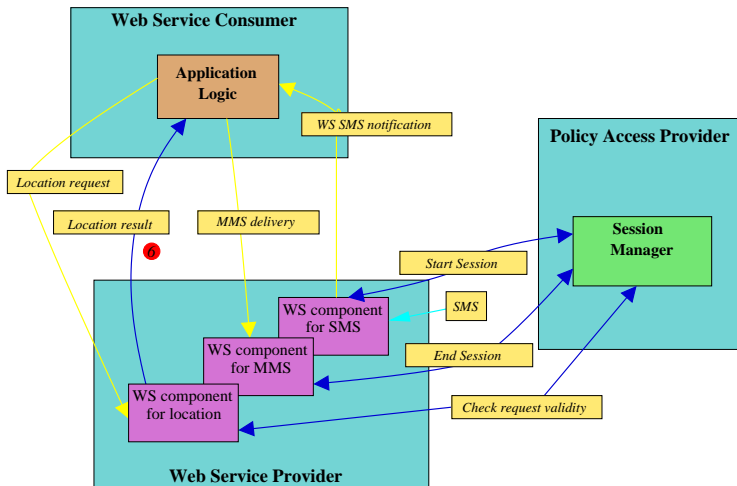 Web Service Consumer
Application
Logic
WS SMS notification
Policy Access Provider
Location request
Location result
MMS delivery
6
Session
Manager
Start Session
SMS
WS component
for SMS
WS component
for MMS
End Session
WS component
for location
Check request validity
Web Service Provider